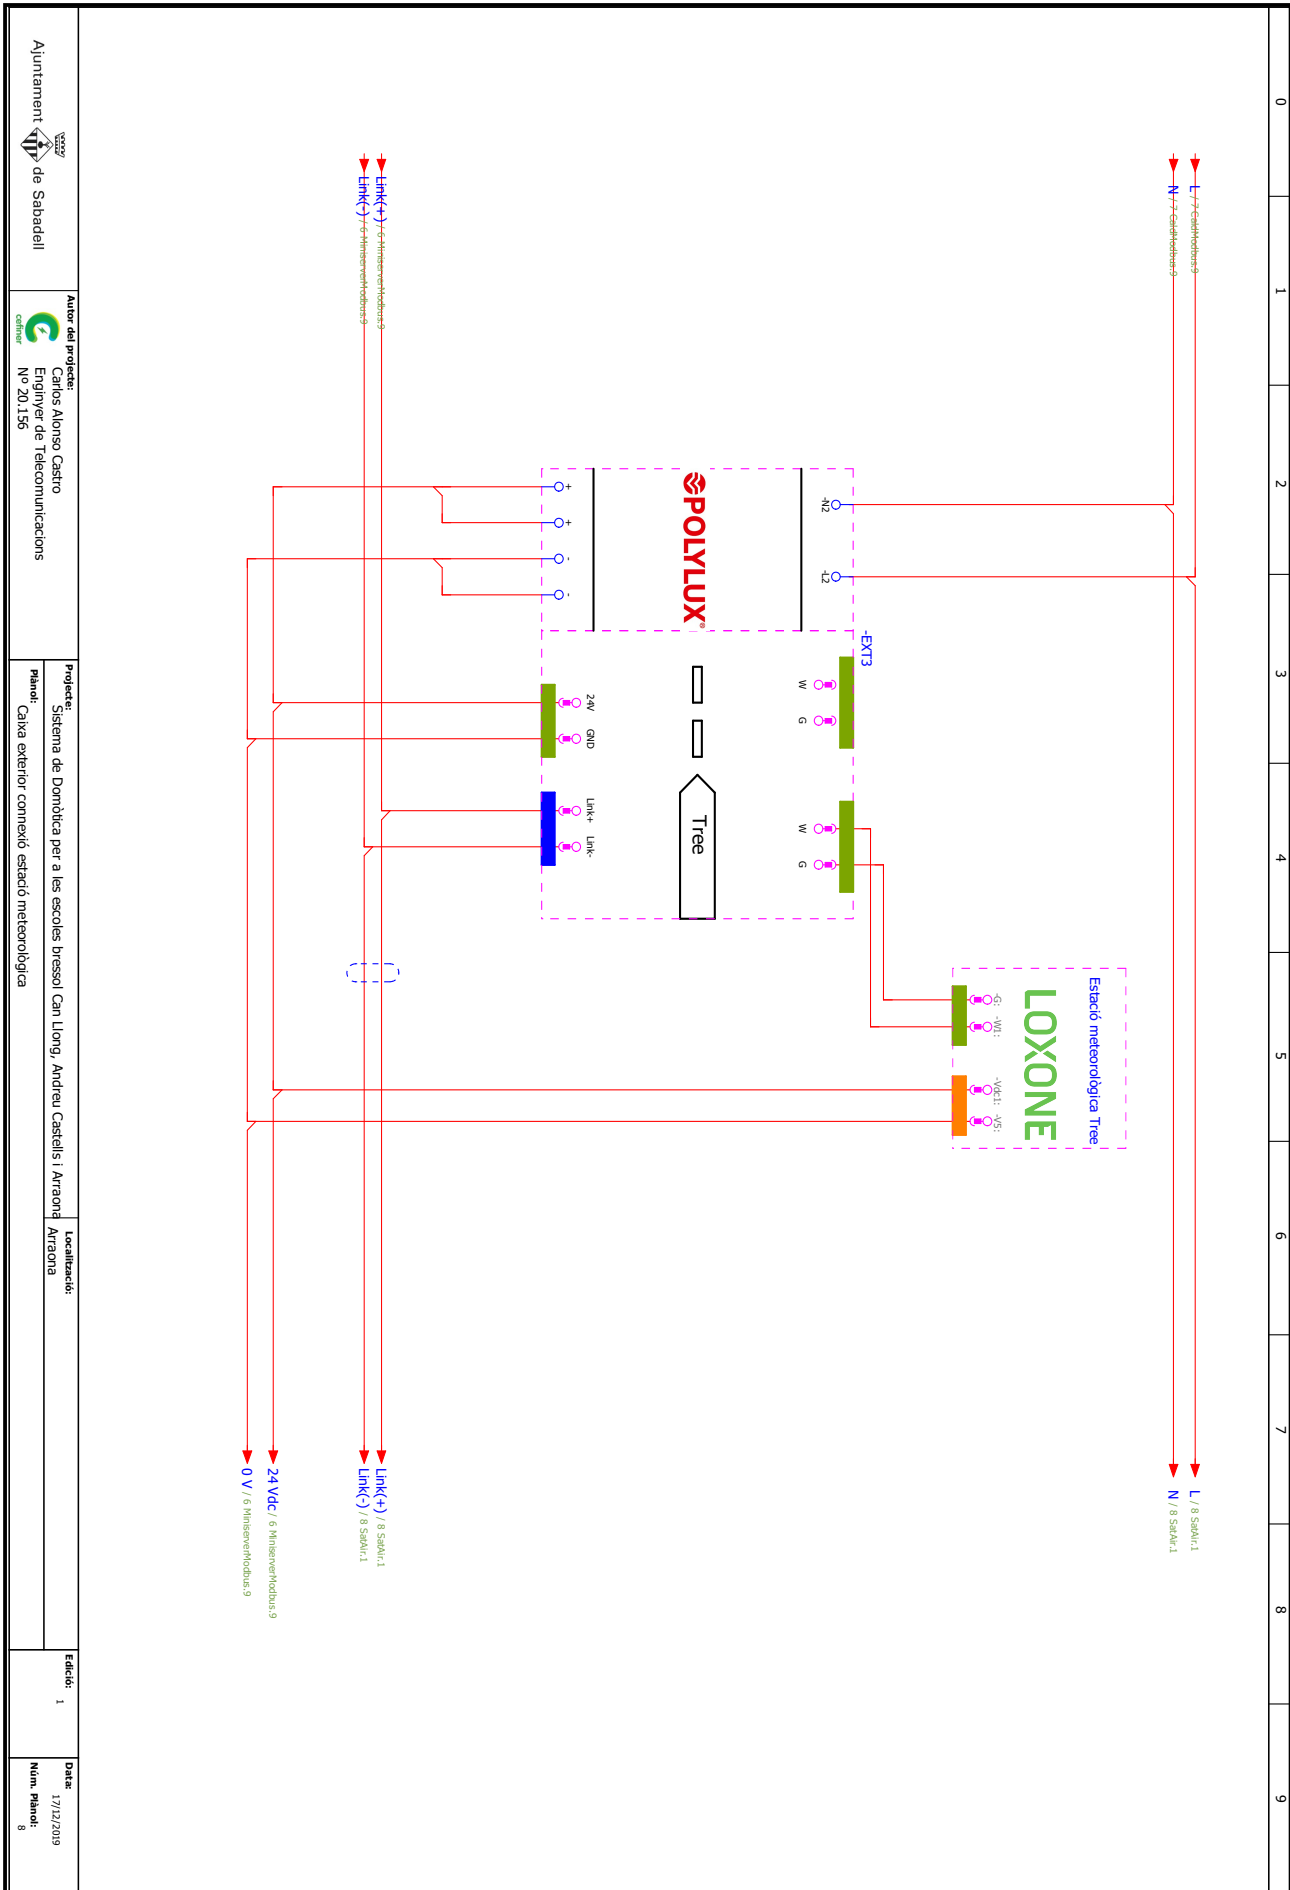 0
1
2
3
4
5
6
7
8
9
L / 7 CaldModbus.9
N / 7 CaldModbus.9
L / 8 SatAir.1
N / 8 SatAir.1
Estació meteorològica Tree
LOXONE
-G:
-W1:
-Vdc1:
-V5:
-EXT3
-N2
-L2
W
G
W
G
POLYLUX®
Tree
+
+
-
-
24V
GND
Link+
Link-
Link(+) / 6 MiniserverModbus.9
Link(-) / 6 MiniserverModbus.9
Link(+) / 8 SatAir.1
Link(-) / 8 SatAir.1
24 Vdc / 6 MiniserverModbus.9
0 V / 6 MiniserverModbus.9
Ajuntament de Sabadell
Autor del projecte:
cefiner
Carlos Alonso Castro
Enginyer de Telecomunicacions
Nº 20.156
Projecte:
Sistema de Domòtica per a les escoles bressol Can Llong, Andreu Castells i Arraona
Plànol:
Caixa exterior connexió estació meteorològica
Localització:
Arraona
Edició:
1
Data:
17/12/2019
Núm. Plànol:
8